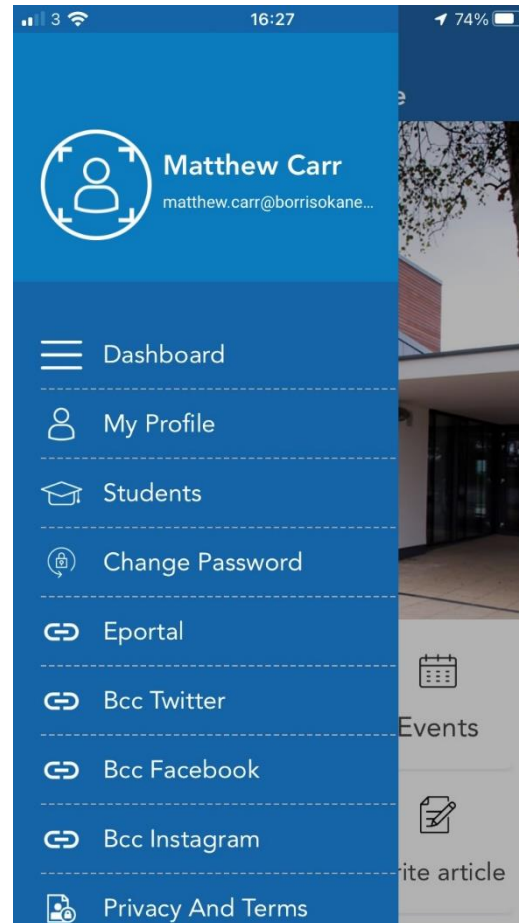 3 16:27 74%
e
Matthew Carr
matthew.carr@borrisokane...
Dashboard
My Profile
Students
Change Password
Eportal
Bcc Twitter
Events
Bcc Facebook
Bcc Instagram
rite article
Privacy And Terms